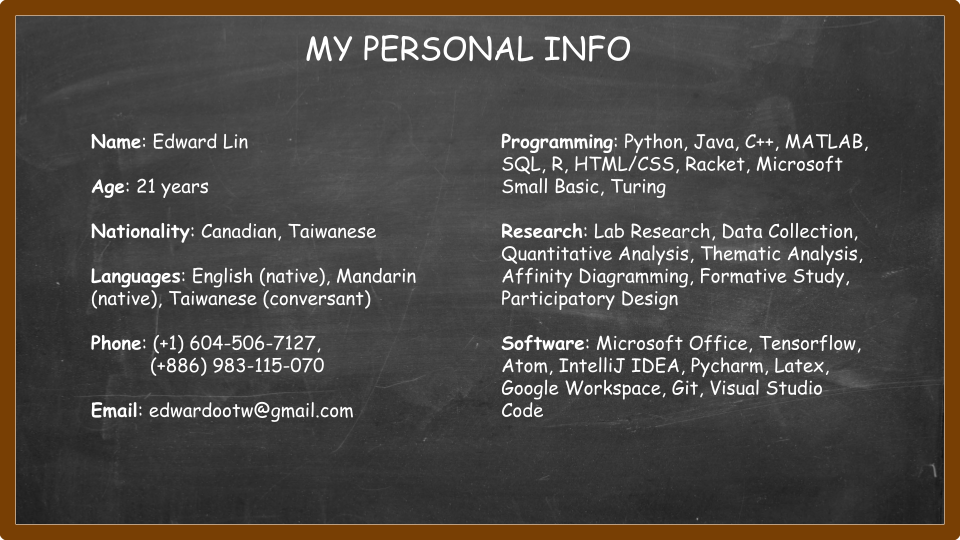 MY PERSONAL INFO
Name: Edward Lin
Age: 21 years
Nationality: Canadian, Taiwanese
Languages: English (native), Mandarin
(native), Taiwanese (conversant)
Phone: (+1) 604-506-7127,
(+886) 983-115-070
Email: edwardootw@gmail.com
Programming: Python, Java, C++, MATLAB,
SQL, R, HTML/CSS, Racket, Microsoft
Small Basic, Turing
Research: Lab Research, Data Collection,
Quantitative Analysis, Thematic Analysis,
Affinity Diagramming, Formative Study,
Participatory Design
Software: Microsoft Office, Tensorflow,
Atom, IntelliJ IDEA, Pycharm, Latex,
Google Workspace, Git, Visual Studio
Code